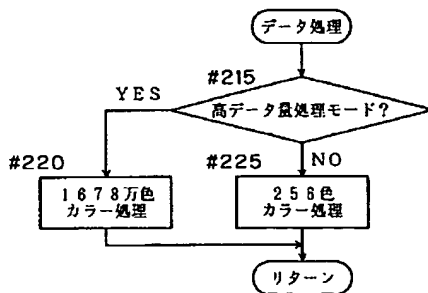 データ処理
#215
YES
高データ量処理モード?
#220
#225
NO
1678万色
カラー処理
256色
カラー処理
リターン